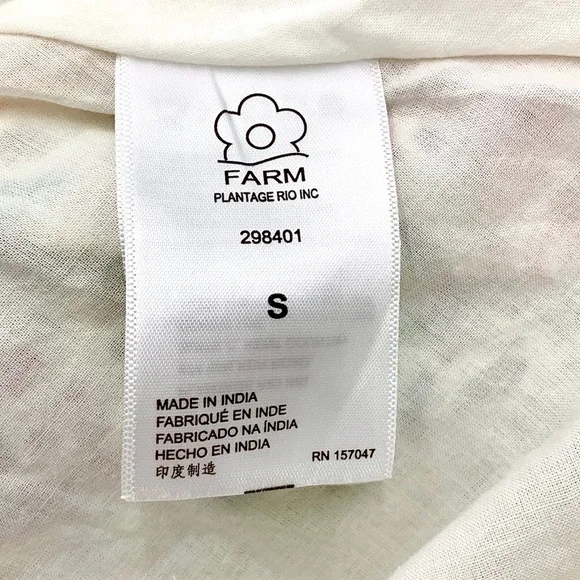 FARM
PLANTAGE RIO INC
298401
S
MADE IN INDIA
FABRIQUÉ EN INDE
FABRICADO NA ÍNDIA
HECHO EN INDIA
印度制造
RN 157047